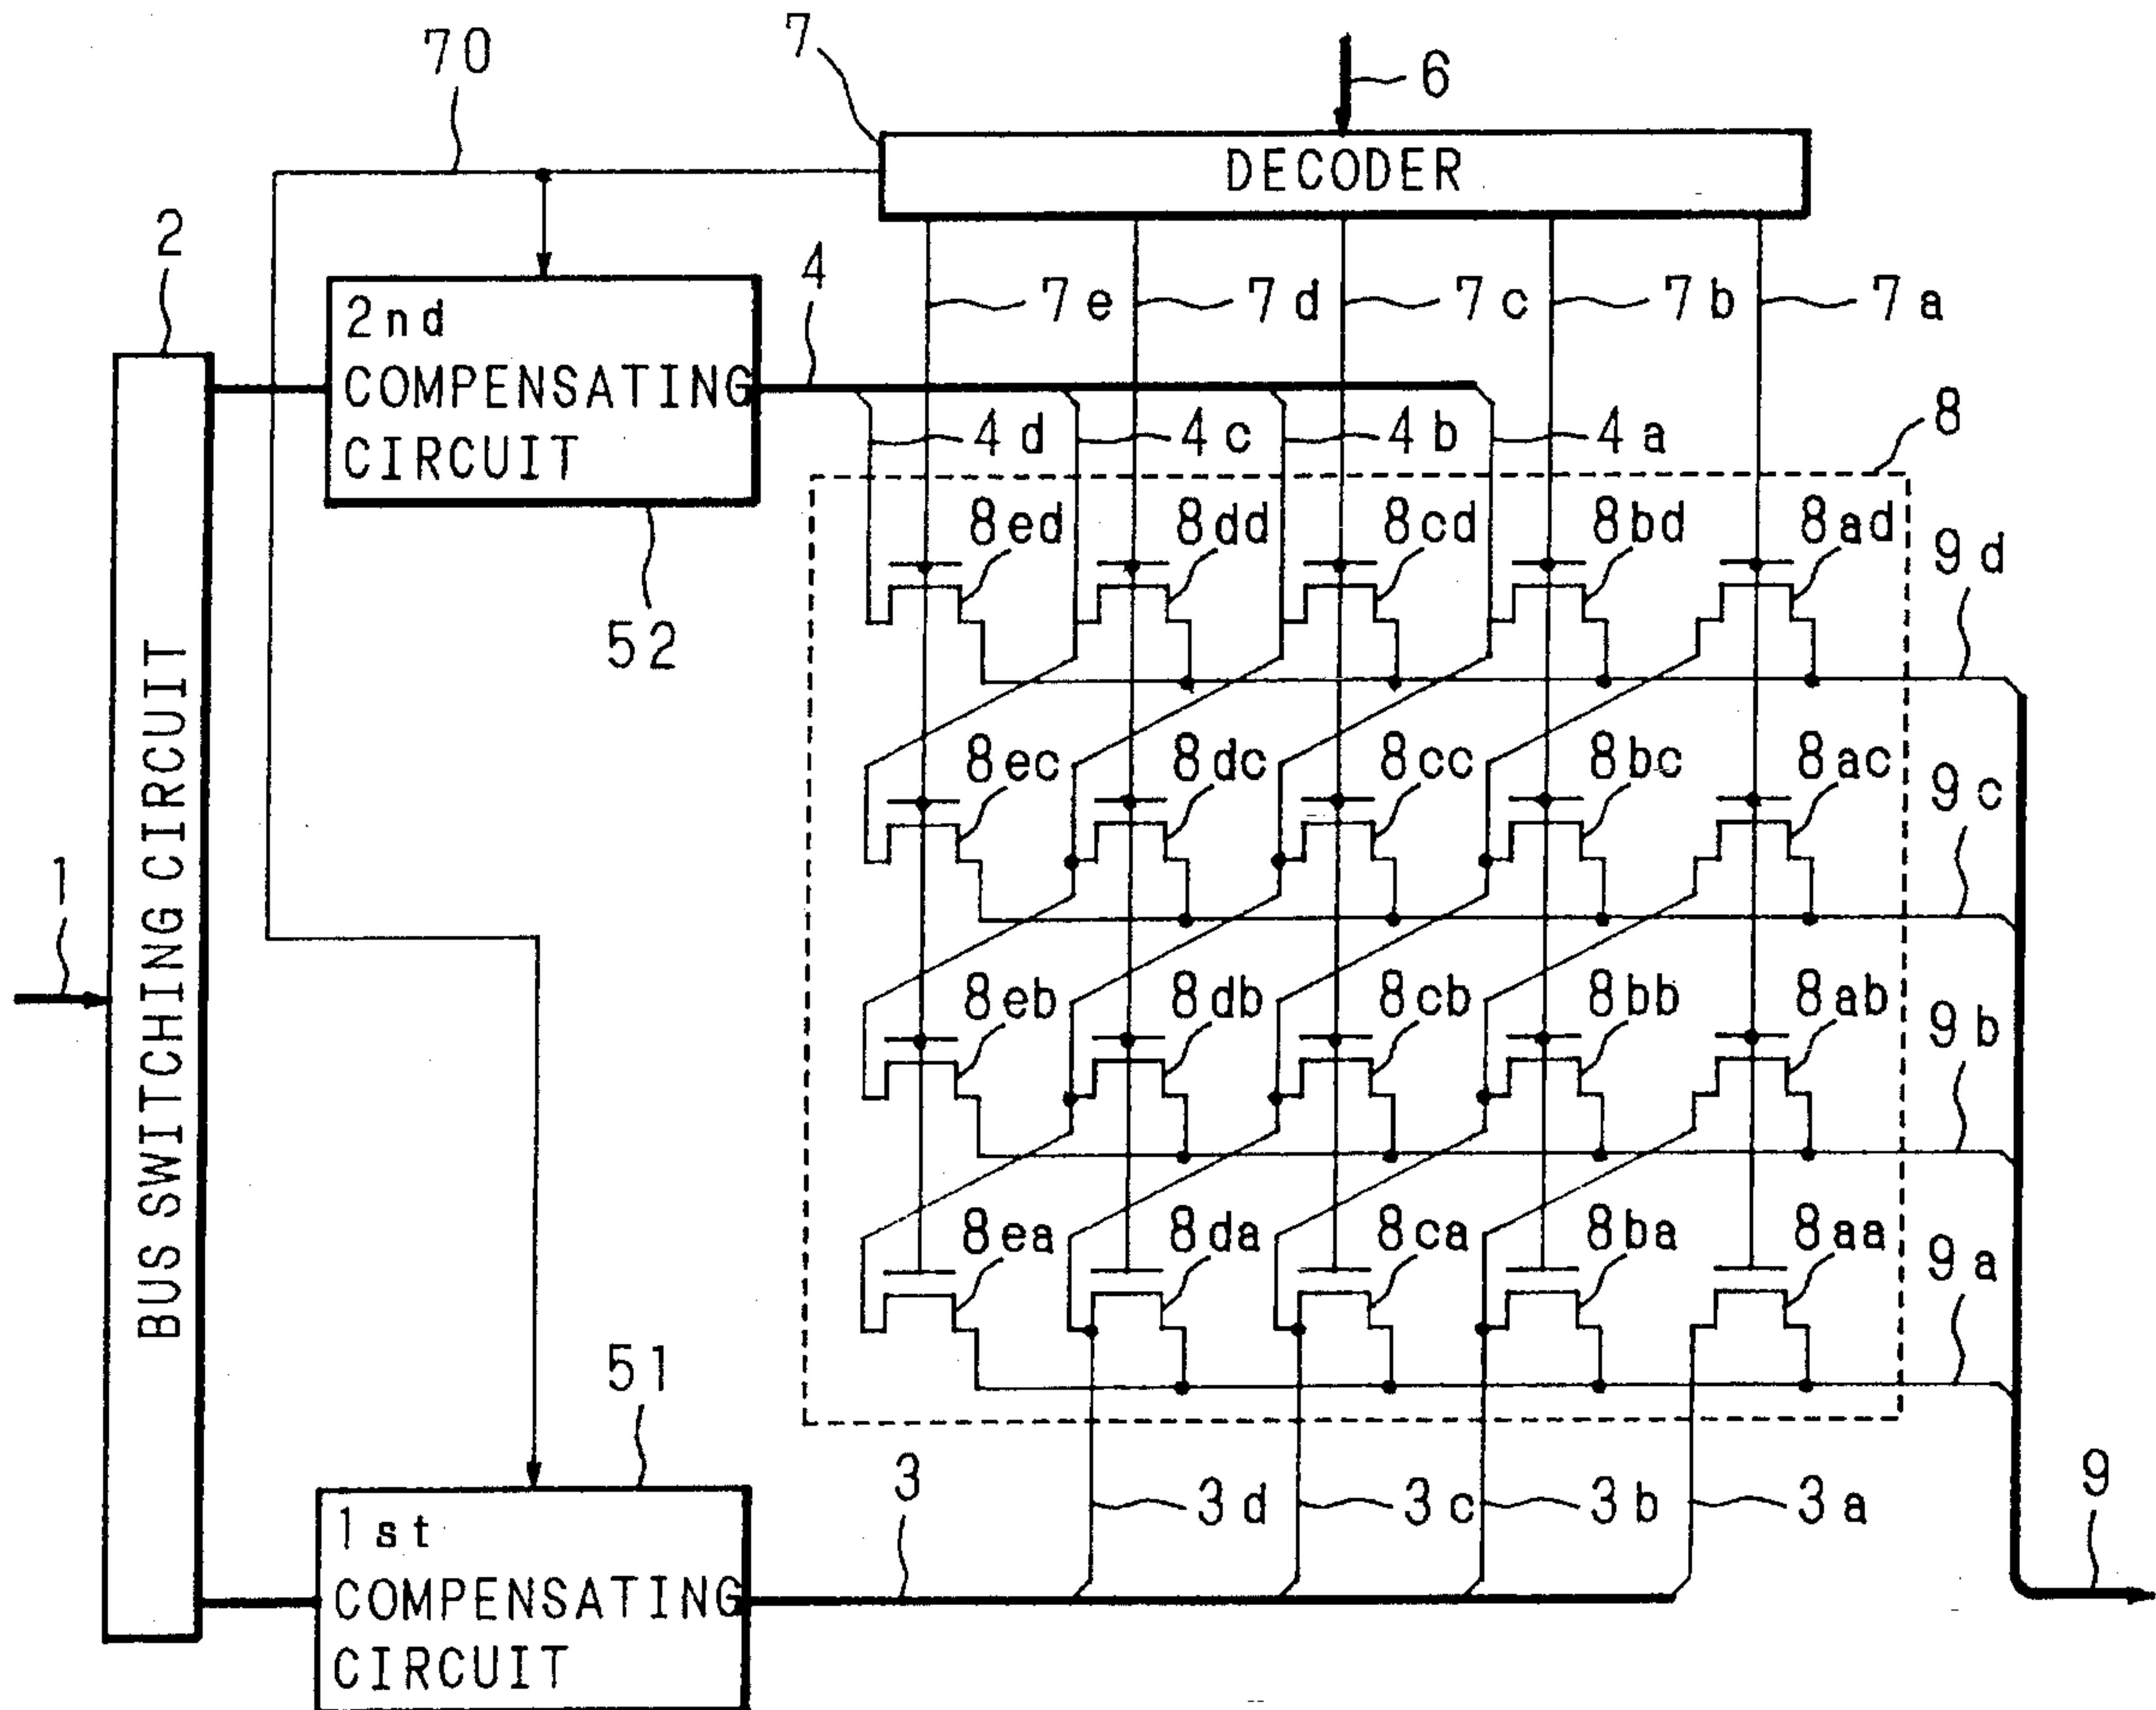 70
7
6
DECODER
2
4
7e
7d
7c
7b
7a
2nd
COMPENSATING
CIRCUIT
4d
4c
4b
4a
8
52
8ed
8dd
8cd
8bd
8ad
9d
BUS SWITCHING CIRCUIT
1
8ec
8dc
8cc
8bc
8ac
9c
8eb
8db
8cb
8bb
8ab
9b
8ea
8da
8ca
8ba
8aa
9a
51
3
3d
3c
3b
3a
9
1st
COMPENSATING
CIRCUIT